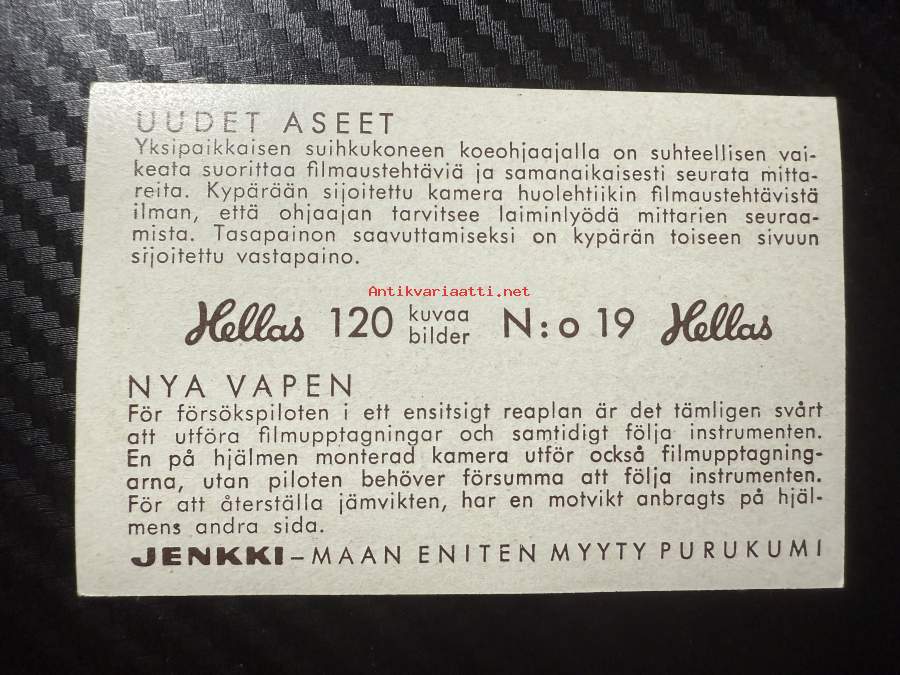 UUDET ASEET
Yksipaikkaisen suihkukoneen koeohjaajalla on suhteellisen vai-
keata suorittaa filmaustehtäviä ja samanaikaisesti seurata mitta-
reita. Kypärään sijoitettu kamera huolehtiikin filmaustehtävistä
ilman, että ohjaajan tarvitsee laiminlyödä mittarien seuraa-
mista. Tasapainon saavuttamiseksi on kypärän toiseen sivuun
sijoitettu vastapaino.
Antikvariaatti.net
Hellas 120 kuvaa bilder N:o 19 Hellas
NYA VAPEN
För försökspiloten i ett ensitsigt reaplan är det tämligen svårt
att utföra filmupptagningar och samtidigt följa instrumenten.
En på hjälmen monterad kamera utför också filmupptagning-
arna, utan piloten behöver försumma att följa instrumenten.
För att återställa jämvikten, har en motvikt anbragts på hjäl-
mens andra sida.
JENKKI–MAAN ENITEN MYYTY PURUKUMI